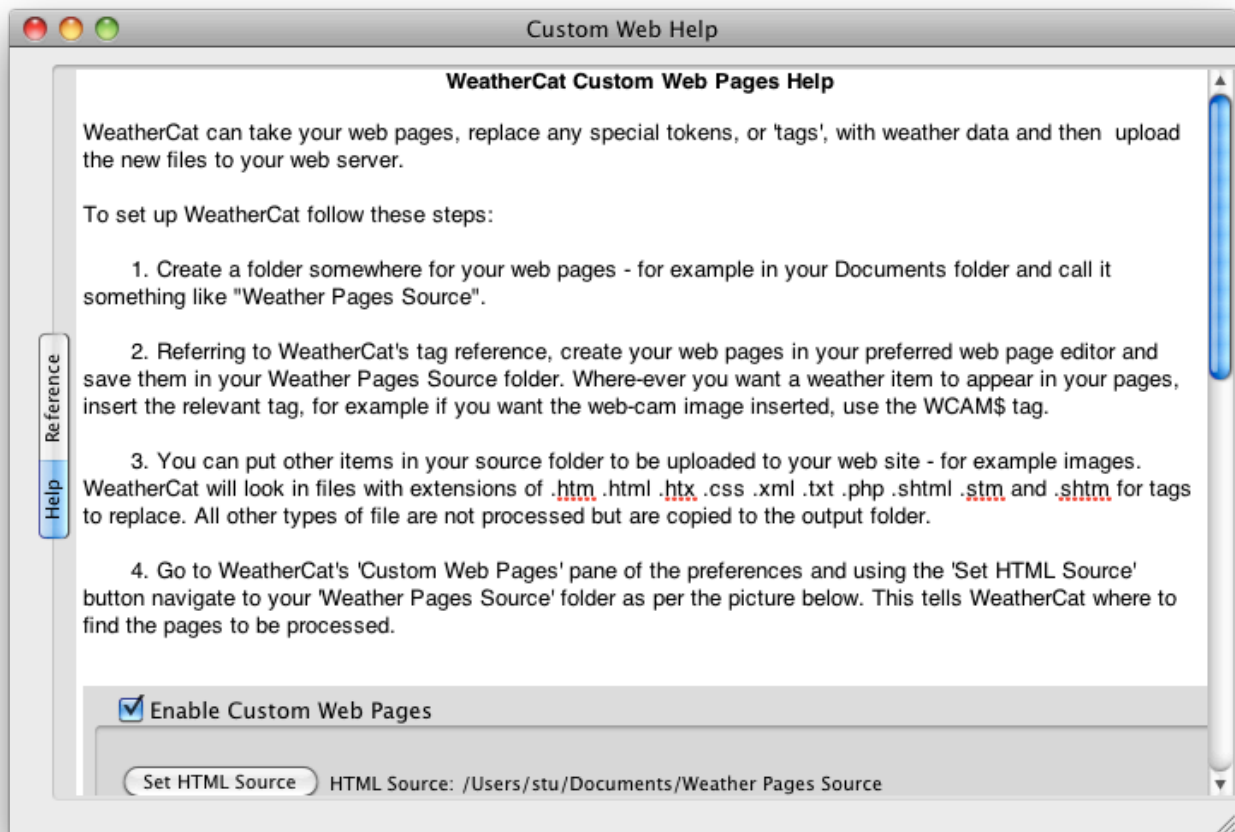 Custom Web Help
WeatherCat Custom Web Pages Help
WeatherCat can take your web pages, replace any special tokens, or 'tags', with weather data and then  upload
the new files to your web server.
To set up WeatherCat follow these steps:
1. Create a folder somewhere for your web pages - for example in your Documents folder and call it
something like "Weather Pages Source".
2. Referring to WeatherCat's tag reference, create your web pages in your preferred web page editor and
save them in your Weather Pages Source folder. Where-ever you want a weather item to appear in your pages,
insert the relevant tag, for example if you want the web-cam image inserted, use the WCAM$ tag.
3. You can put other items in your source folder to be uploaded to your web site - for example images.
WeatherCat will look in files with extensions of .htm .html .htx .css .xml .txt .php .shtml .stm and .shtm for tags
to replace. All other types of file are not processed but are copied to the output folder.
4. Go to WeatherCat's 'Custom Web Pages' pane of the preferences and using the 'Set HTML Source'
button navigate to your 'Weather Pages Source' folder as per the picture below. This tells WeatherCat where to
find the pages to be processed.
Reference
Help
Enable Custom Web Pages
Set HTML Source HTML Source: /Users/stu/Documents/Weather Pages Source